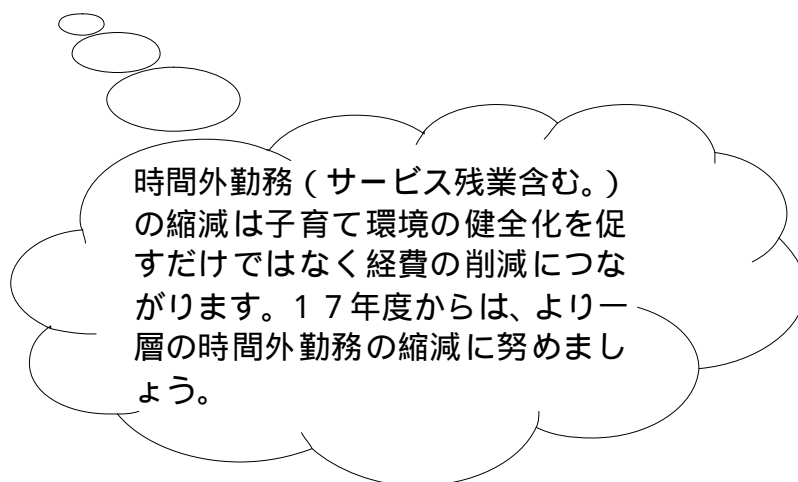 時間外勤務（サービス残業含む。）
の縮減は子育て環境の健全化を促
すだけではなく経費の削減につな
がります。１７年度からは、より一
層の時間外勤務の縮減に努めまし
ょう。